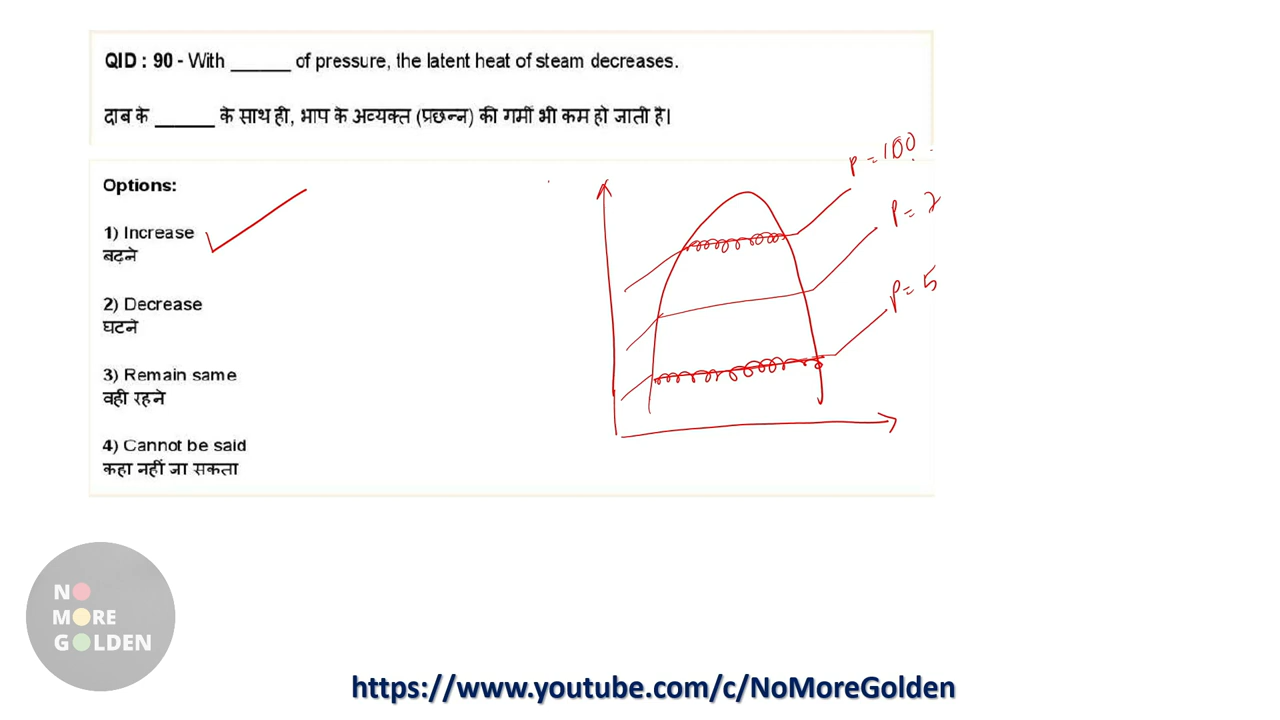 QID : 90 - With ______ of pressure, the latent heat of steam decreases.
दाब के ______ के साथ ही, भाप के अव्यक्त (प्रछन्न) की गर्मी भी कम हो जाती है।
Options:
1) Increase
बढ़ने
2) Decrease
घटने
3) Remain same
वही रहने
4) Cannot be said
कहा नहीं जा सकता
P = 100
P = 2
P = 5
NO
MORE
GOLDEN
https://www.youtube.com/c/NoMoreGolden